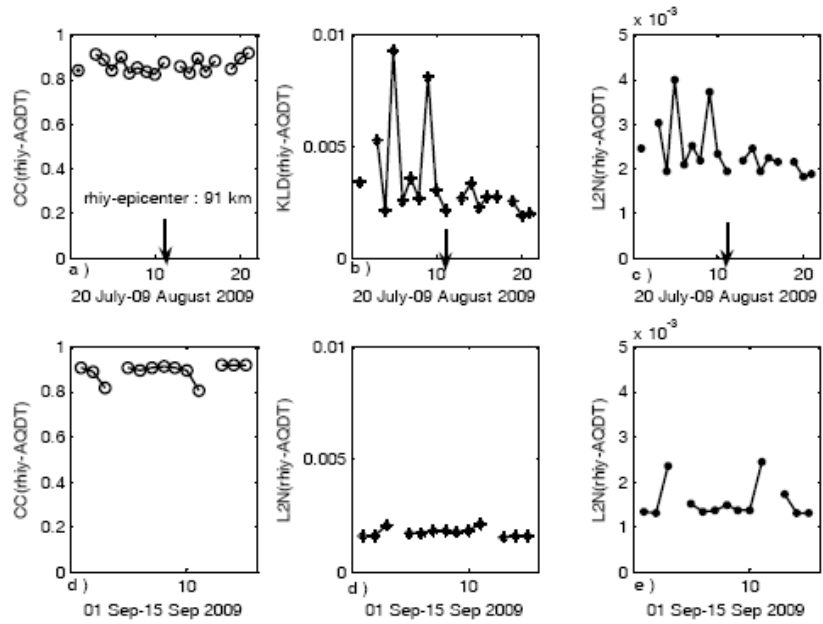 x 10⁻³
1
0.8
0.6
0.4
0.2
0
CC(rhiy-AQDT)
rhiy-epicenter : 91 km
a )
10
20
20 July-09 August 2009
0.01
0.005
0
KLD(rhiy-AQDT)
b )
10
20
20 July-09 August 2009
5
4
3
2
1
0
L2N(rhiy-AQDT)
c )
10
20
20 July-09 August 2009
1
0.8
0.6
0.4
0.2
0
CC(rhiy-AQDT)
d )
10
01 Sep-15 Sep 2009
0.01
0.005
0
L2N(rhiy-AQDT)
d )
10
01 Sep-15 Sep 2009
x 10⁻³
5
4
3
2
1
0
L2N(rhiy-AQDT)
e )
10
01 Sep-15 Sep 2009